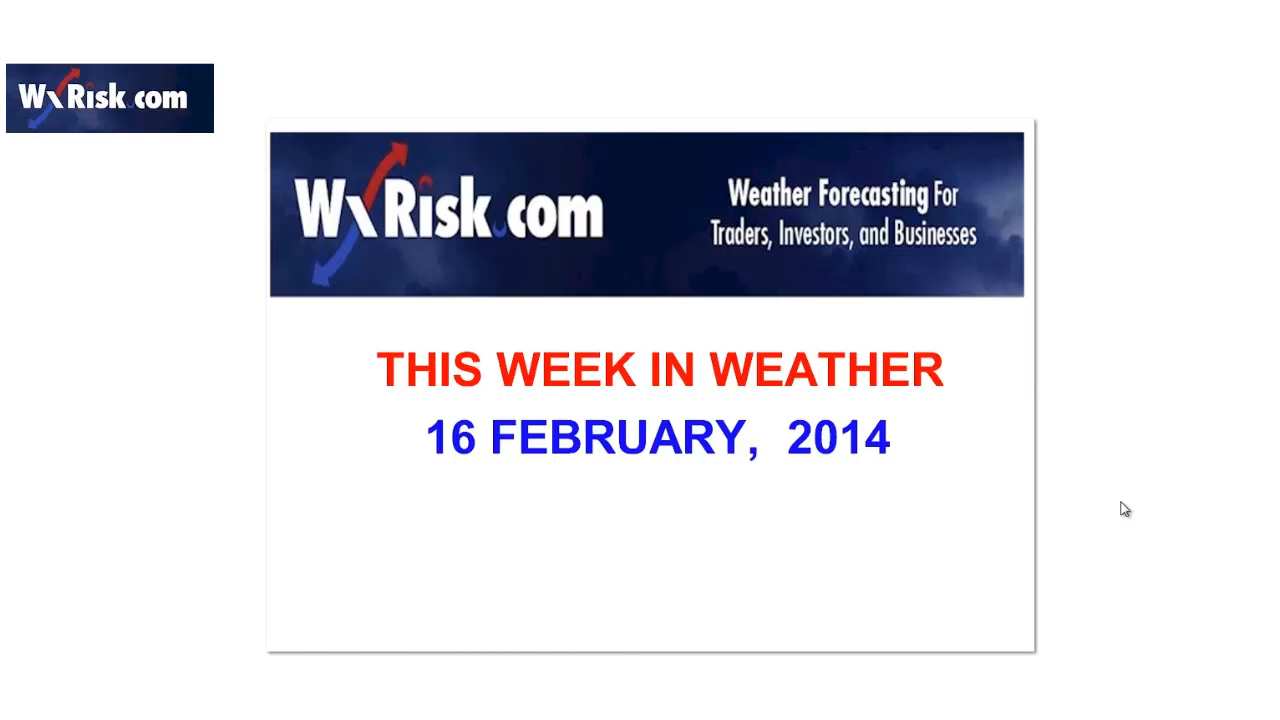 WxRisk.com
WxRisk.com
Weather Forecasting For
Traders, Investors, and Businesses
THIS WEEK IN WEATHER
16 FEBRUARY,  2014